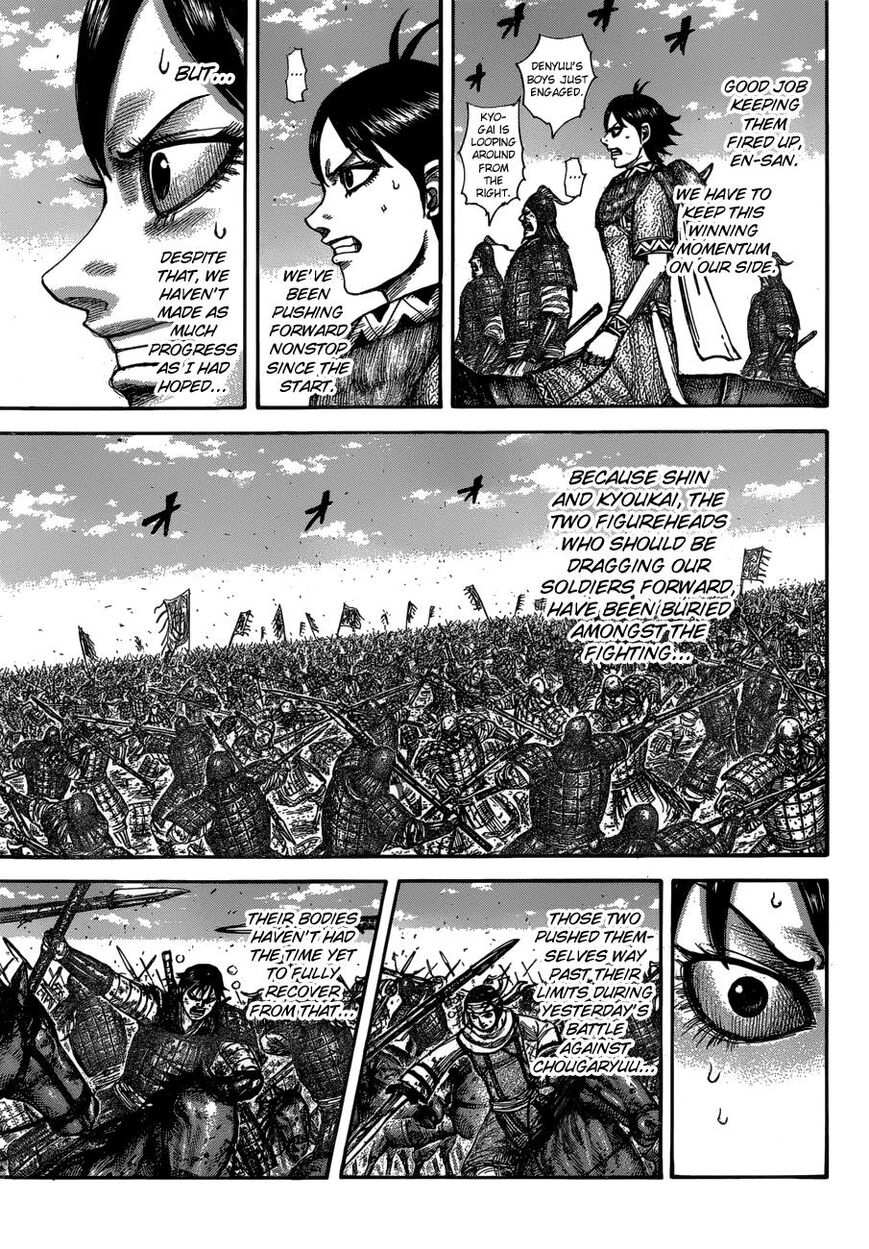 GOOD JOB
KEEPING
THEM
FIRED UP,
EN-SAN.
WE HAVE TO
KEEP THIS
WINNING
MOMENTUM
ON OUR SIDE.
DENYUU'S
BOYS JUST
ENGAGED.
....
KYO-
GAI IS
LOOPING
AROUND
FROM
THE
RIGHT.
....
WE'VE
BEEN
PUSHING
FORWARD
NONSTOP
SINCE THE
START.
BUT...
DESPITE
THAT, WE
HAVEN'T
MADE AS
MUCH
PROGRESS
AS I HAD
HOPED...
BECAUSE SHIN
AND KYOUKAI, THE
TWO FIGUREHEADS
WHO SHOULD BE
DRAGGING OUR
SOLDIERS FORWARD,
HAVE BEEN BURIED
AMONGST THE
FIGHTING...
THOSE TWO
PUSHED THEM-
SELVES WAY
PAST THEIR
LIMITS DURING
YESTERDAY'S
BATTLE
AGAINST
CHOUGARYUU...
THEIR BODIES
HAVEN'T HAD
THE TIME YET
TO FULLY
RECOVER
FROM THAT...